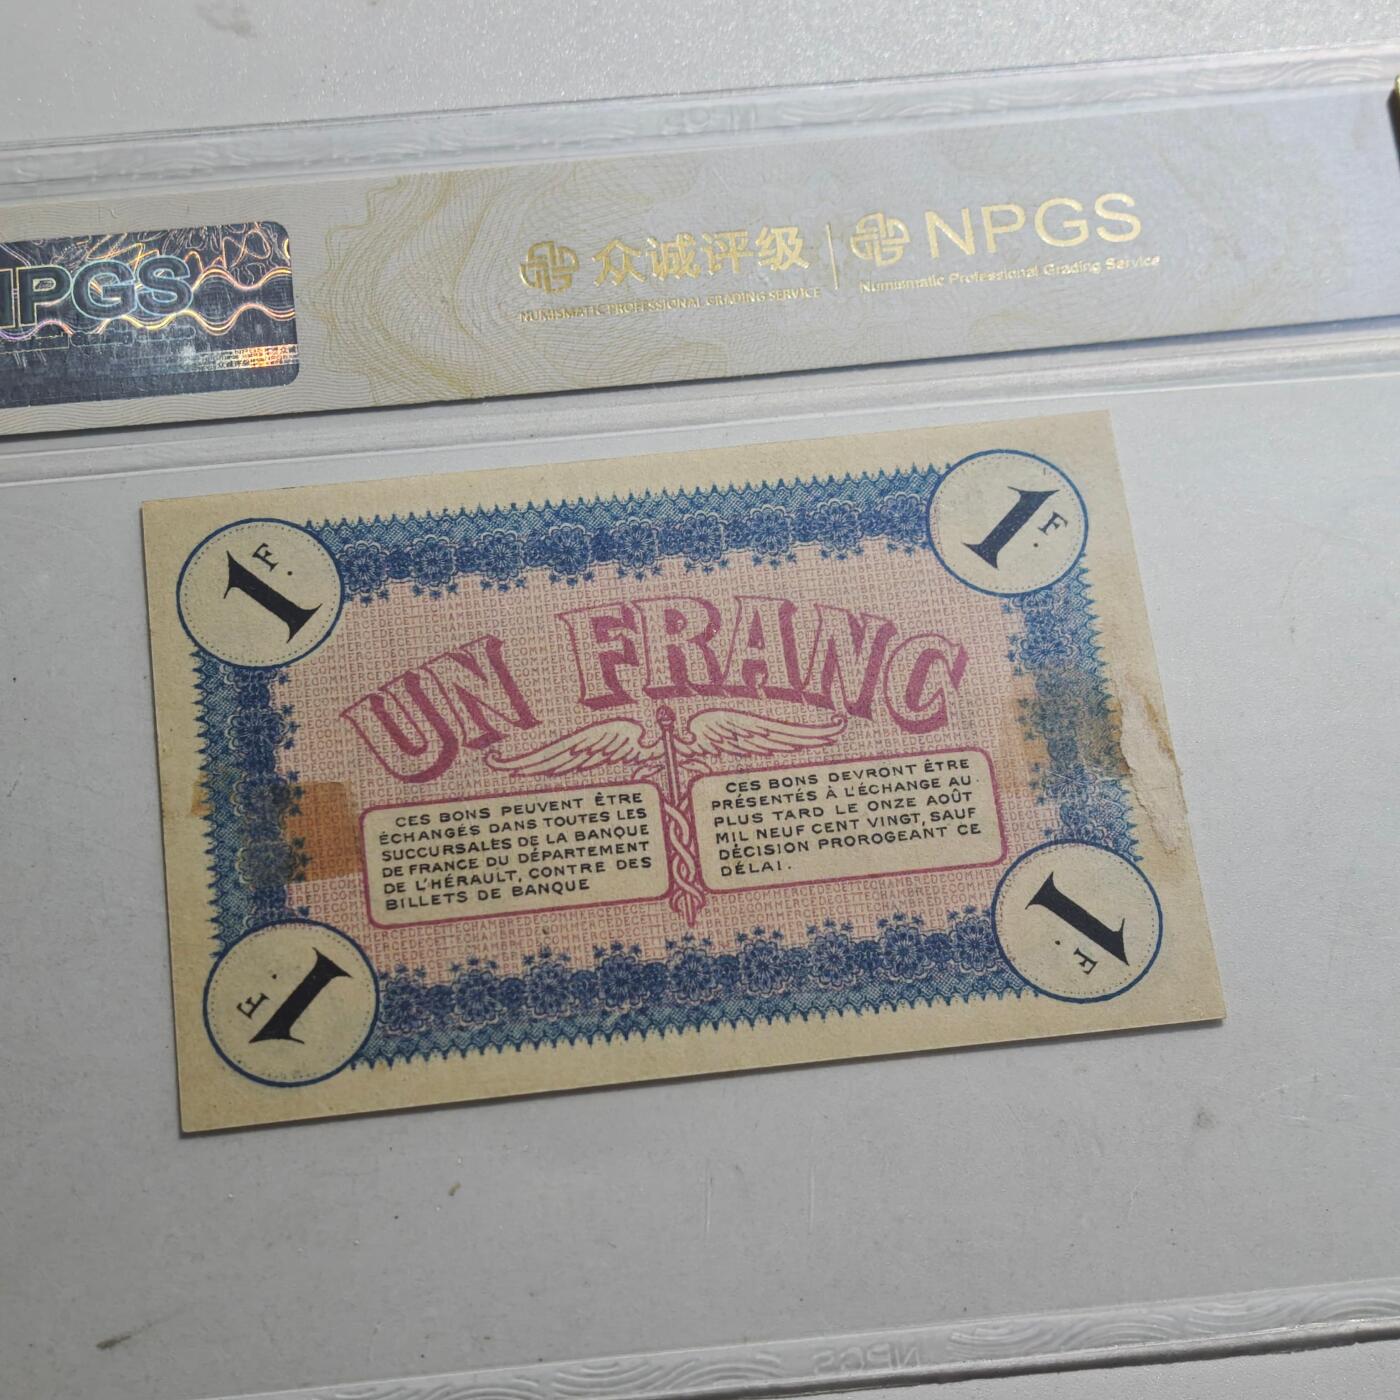 NPGS
众诚评级
NUMISMATIC PROFESSIONAL GRADING SERVICE
NPGS
Numismatic Professional Grading Service
1 F.
1 F.
UN FRANC
CES BONS PEUVENT ÊTRE
ÉCHANGÉS DANS TOUTES LES
SUCCURSALES DE LA BANQUE
DE FRANCE DU DÉPARTEMENT
DE L'HÉRAULT, CONTRE DES
BILLETS DE BANQUE
CES BONS DEVRONT ÊTRE
PRÉSENTÉS À L'ÉCHANGE AU
PLUS TARD LE ONZE AOÛT
MIL NEUF CENT VINGT, SAUF
DÉCISION PROROGEANT CE
DÉLAI.
1 F.
1 F.
NPGS